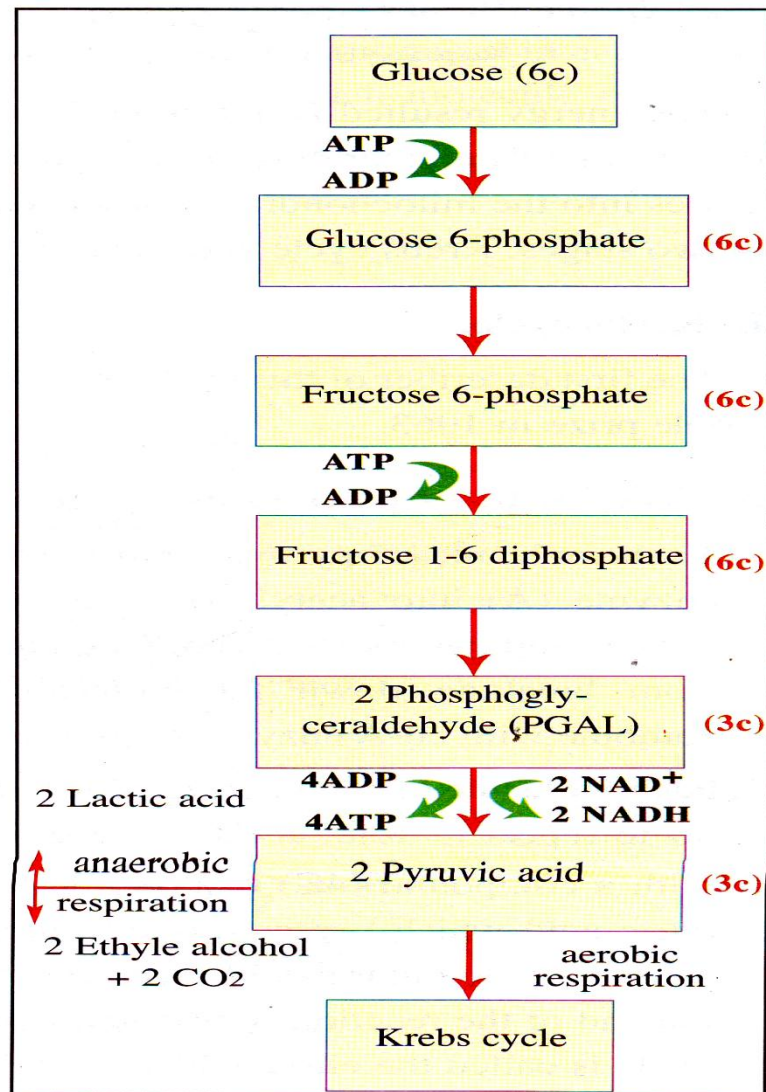 Glucose (6c)
ATP
ADP
Glucose 6-phosphate
(6c)
Fructose 6-phosphate
(6c)
ATP
ADP
Fructose 1-6 diphosphate
(6c)
2 Phosphogly-
ceraldehyde (PGAL)
(3c)
4ADP
4ATP
2 NAD+
2 NADH
2 Lactic acid
anaerobic
respiration
2 Ethyle alcohol
+ 2 CO2
2 Pyruvic acid
(3c)
aerobic
respiration
Krebs cycle